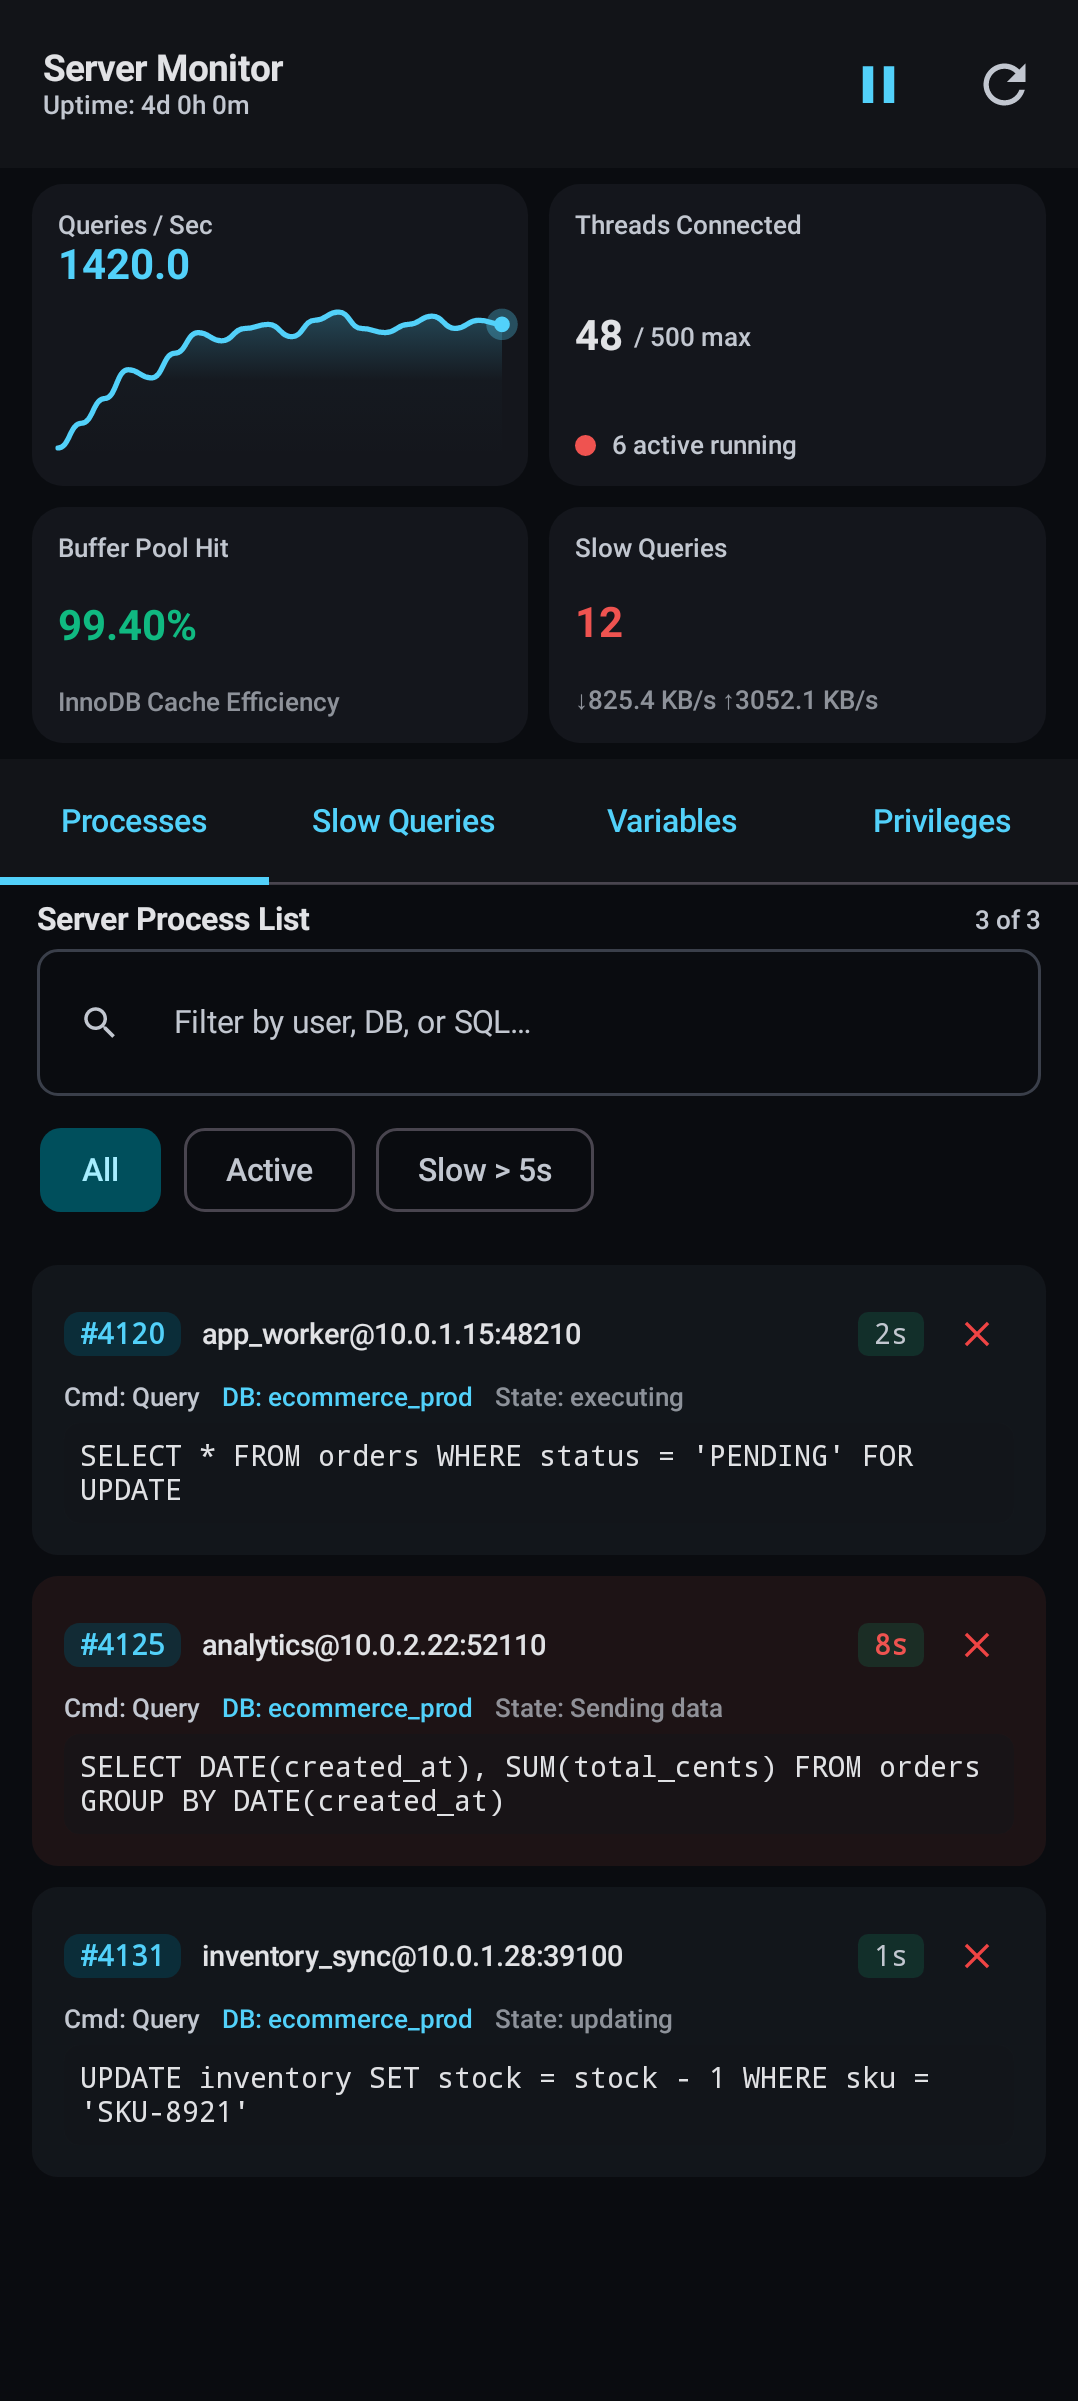 Server Monitor
Uptime: 4d 0h 0m
Queries / Sec
1420.0
Threads Connected
48 / 500 max
6 active running
Buffer Pool Hit
99.40%
InnoDB Cache Efficiency
Slow Queries
12
↓825.4 KB/s ↑3052.1 KB/s
Processes
Slow Queries
Variables
Privileges
Server Process List
3 of 3
Filter by user, DB, or SQL...
All
Active
Slow > 5s
#4120 app_worker@10.0.1.15:48210 2s
Cmd: Query DB: ecommerce_prod State: executing
SELECT * FROM orders WHERE status = 'PENDING' FOR
UPDATE
#4125 analytics@10.0.2.22:52110 8s
Cmd: Query DB: ecommerce_prod State: Sending data
SELECT DATE(created_at), SUM(total_cents) FROM orders
GROUP BY DATE(created_at)
#4131 inventory_sync@10.0.1.28:39100 1s
Cmd: Query DB: ecommerce_prod State: updating
UPDATE inventory SET stock = stock - 1 WHERE sku =
'SKU-8921'